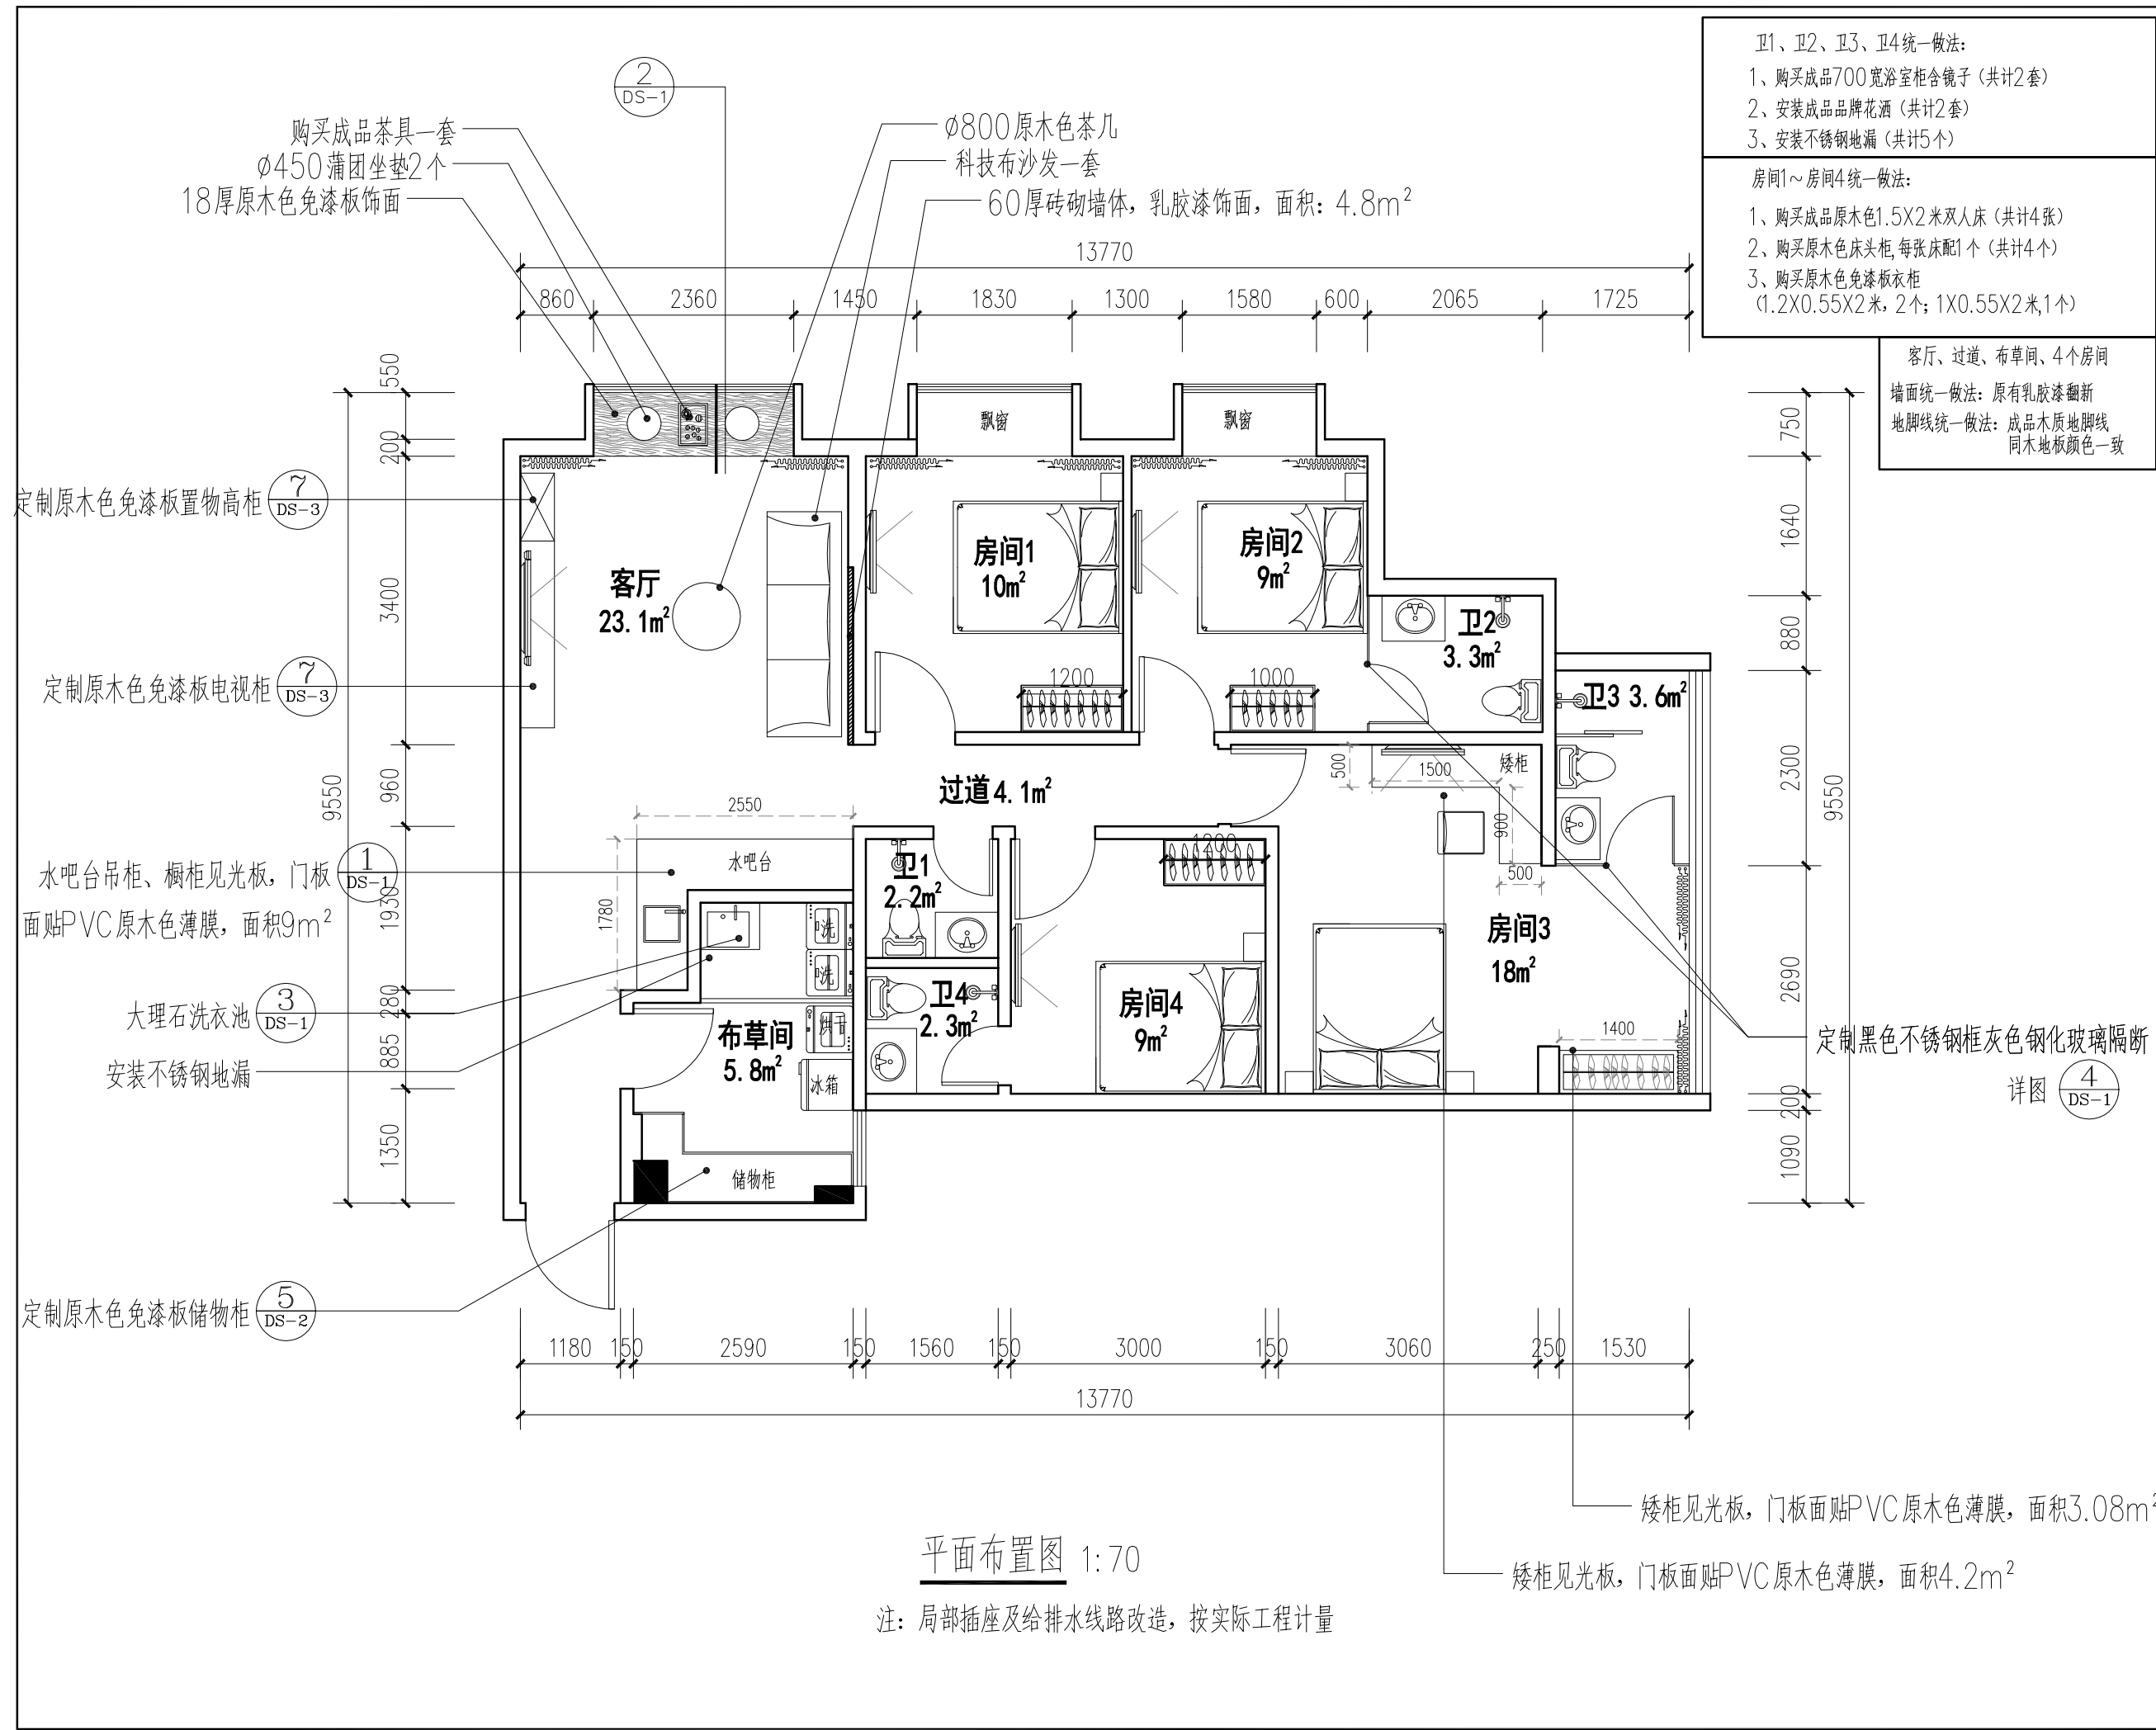 卫1、卫2、卫3、卫4统一做法：
1、购买成品700宽浴室柜含镜子（共计2套）
2、安装成品品牌花洒（共计2套）
3、安装不锈钢地漏（共计5个）
房间1～房间4统一做法：
1、购买成品原木色1.5X2米双人床（共计4张）
2、购买原木色床头柜,每张床配1个（共计4个）
3、购买原木色免漆板衣柜
（1.2X0.55X2米，2个；1X0.55X2米,1个）
客厅、过道、布草间、4个房间
墙面统一做法：原有乳胶漆翻新
地脚线统一做法：成品木质地脚线
同木地板颜色一致
2
DS-1
购买成品茶具一套
φ450蒲团坐垫2个
18厚原木色免漆板饰面
φ800原木色茶几
科技布沙发一套
60厚砖砌墙体，乳胶漆饰面，面积：4.8m²
13770
860 2360 1450 1830 1300 1580 600 2065 1725
9550
550
200
3400
960
1930
280
885
1350
750
1640
880
2300
2690
200
1090
9550
定制原木色免漆板置物高柜
7
DS-3
定制原木色免漆板电视柜
7
DS-3
水吧台吊柜、橱柜见光板，门板
面贴PVC原木色薄膜，面积9m²
1
DS-1
大理石洗衣池
3
DS-1
安装不锈钢地漏
定制原木色免漆板储物柜
5
DS-2
飘窗
飘窗
客厅
23.1m²
房间1
10m²
房间2
9m²
卫2
3.3m²
卫3 3.6m²
1200
1000
过道4.1m²
500
1500
矮柜
900
500
2550
水吧台
1780
卫1
2.2m²
1200
洗
洗
烘干
冰箱
布草间
5.8m²
储物柜
卫4
2.3m²
房间4
9m²
房间3
18m²
1400
定制黑色不锈钢框灰色钢化玻璃隔断
详图
4
DS-1
1180 150 2590 150 1560 150 3000 150 3060 250 1530
13770
矮柜见光板，门板面贴PVC原木色薄膜，面积3.08m²
矮柜见光板，门板面贴PVC原木色薄膜，面积4.2m²
平面布置图 1:70
注：局部插座及给排水线路改造，按实际工程计量